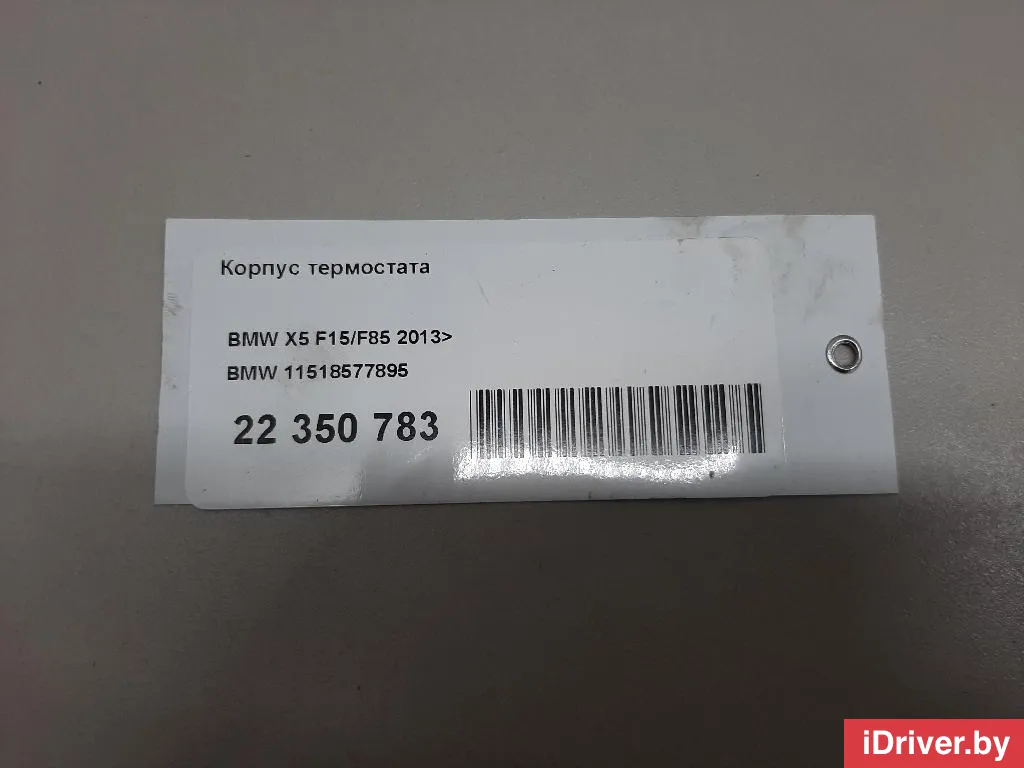 Корпус термостата
BMW X5 F15/F85 2013>
BMW 11518577895
22 350 783
iDriver.by